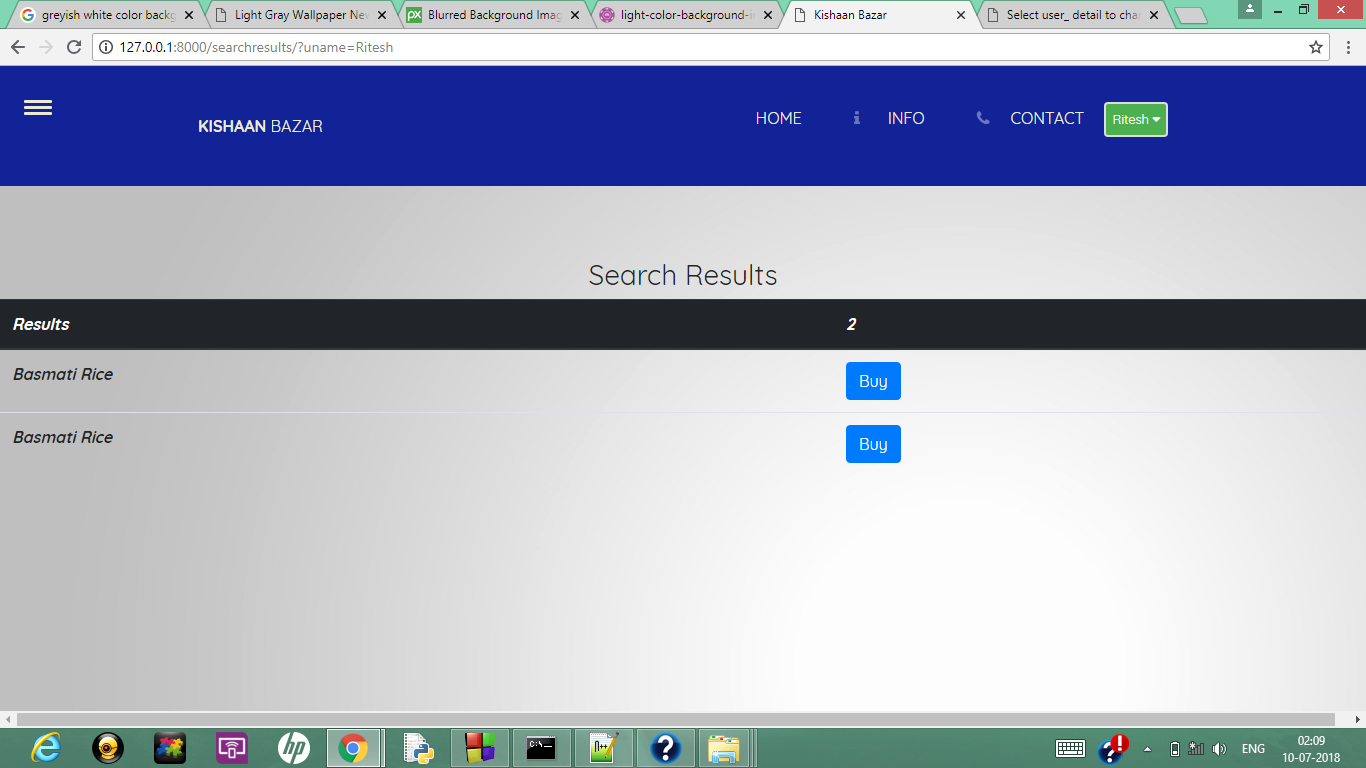 greyish white color backg
Light Gray Wallpaper Nev
Blurred Background Imag
light-color-background-i
Kishaan Bazar
Select user_ detail to cha
127.0.0.1:8000/searchresults/?uname=Ritesh
KISHAAN BAZAR
HOME
INFO
CONTACT
Ritesh
Search Results
Results 2
Basmati Rice Buy
Basmati Rice Buy
ENG
02:09
10-07-2018